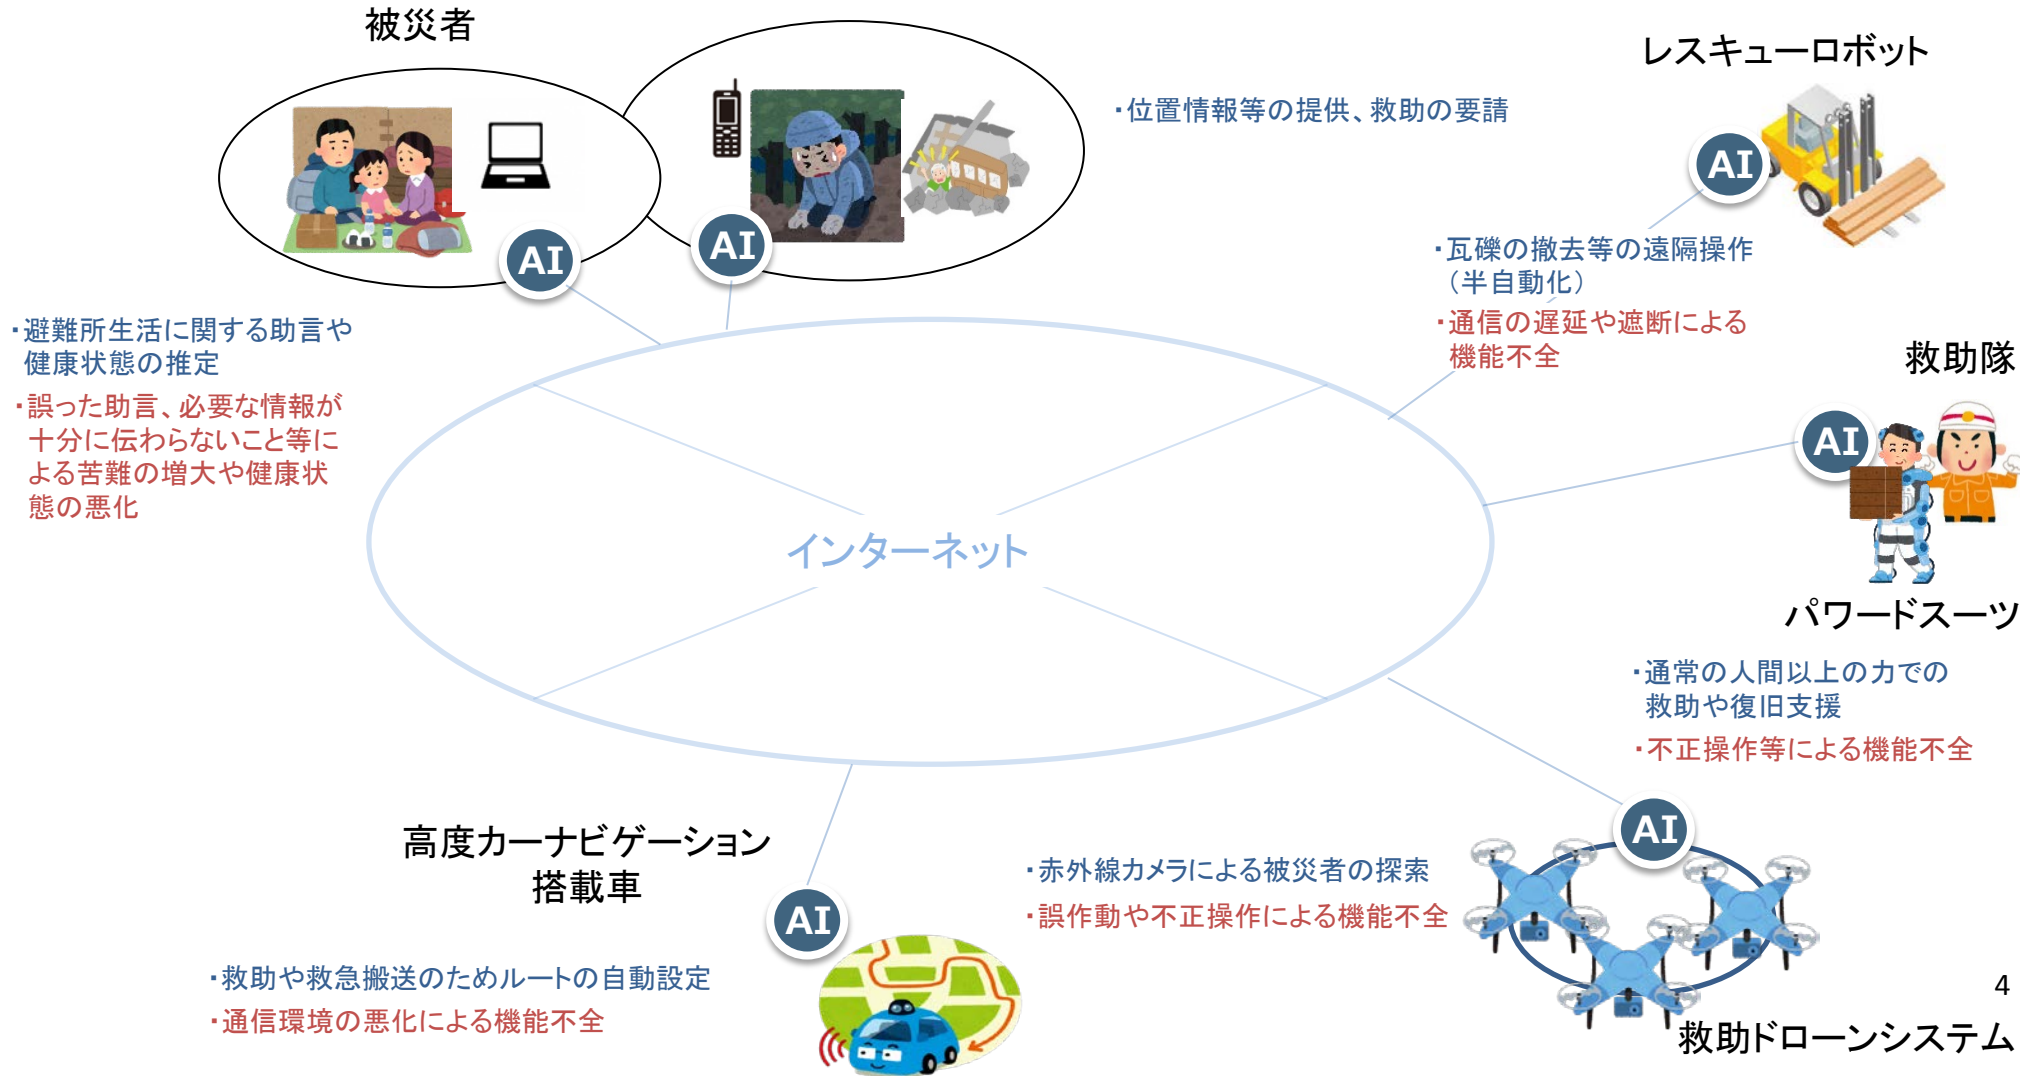 被災者
AI
AI
・位置情報等の提供、救助の要請
レスキューロボット
AI
・瓦礫の撤去等の遠隔操作
（半自動化）
・通信の遅延や遮断による
機能不全
・避難所生活に関する助言や
健康状態の推定
・誤った助言、必要な情報が
十分に伝わらないこと等に
よる苦難の増大や健康状
態の悪化
救助隊
AI
パワードスーツ
・通常の人間以上の力での
救助や復旧支援
・不正操作等による機能不全
インターネット
高度カーナビゲーション
搭載車
AI
・救助や救急搬送のためルートの自動設定
・通信環境の悪化による機能不全
・赤外線カメラによる被災者の探索
・誤作動や不正操作による機能不全
AI
救助ドローンシステム
4